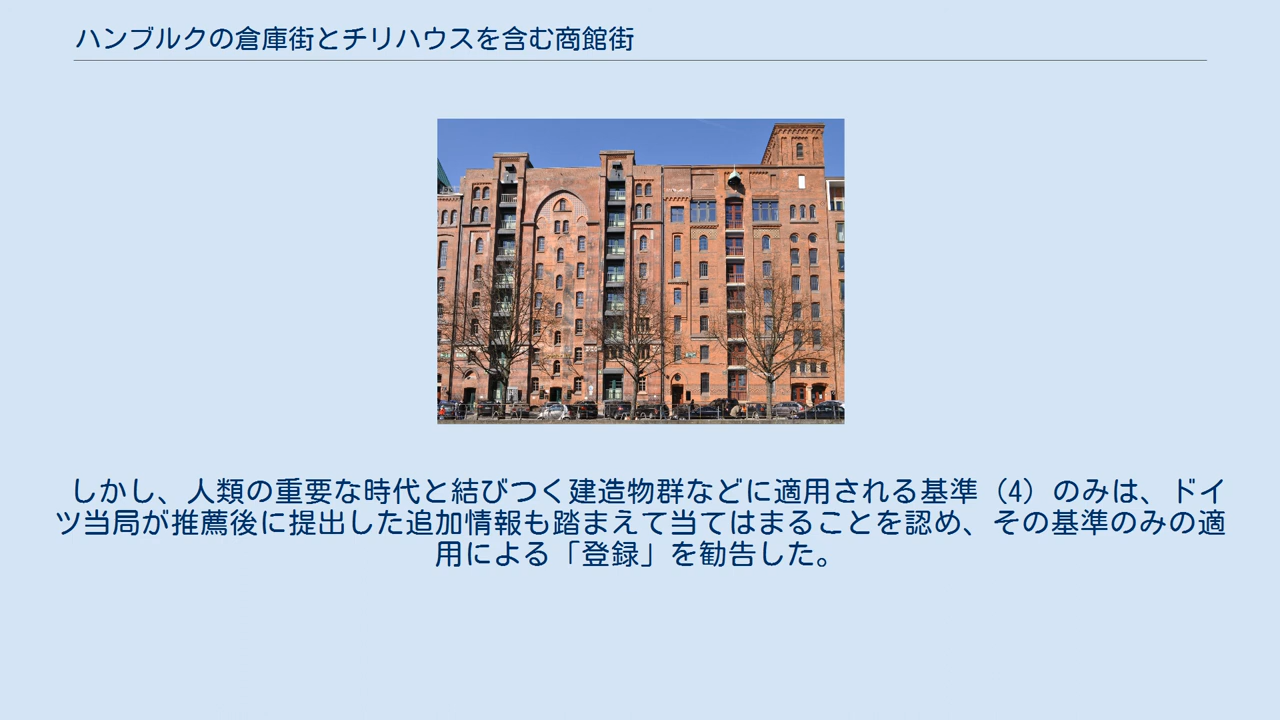 ハンブルクの倉庫街とチリハウスを含む商館街
しかし、人類の重要な時代と結びつく建造物群などに適用される基準（4）のみは、ドイ
ツ当局が推薦後に提出した追加情報も踏まえて当てはまることを認め、その基準のみの適
用による「登録」を勧告した。